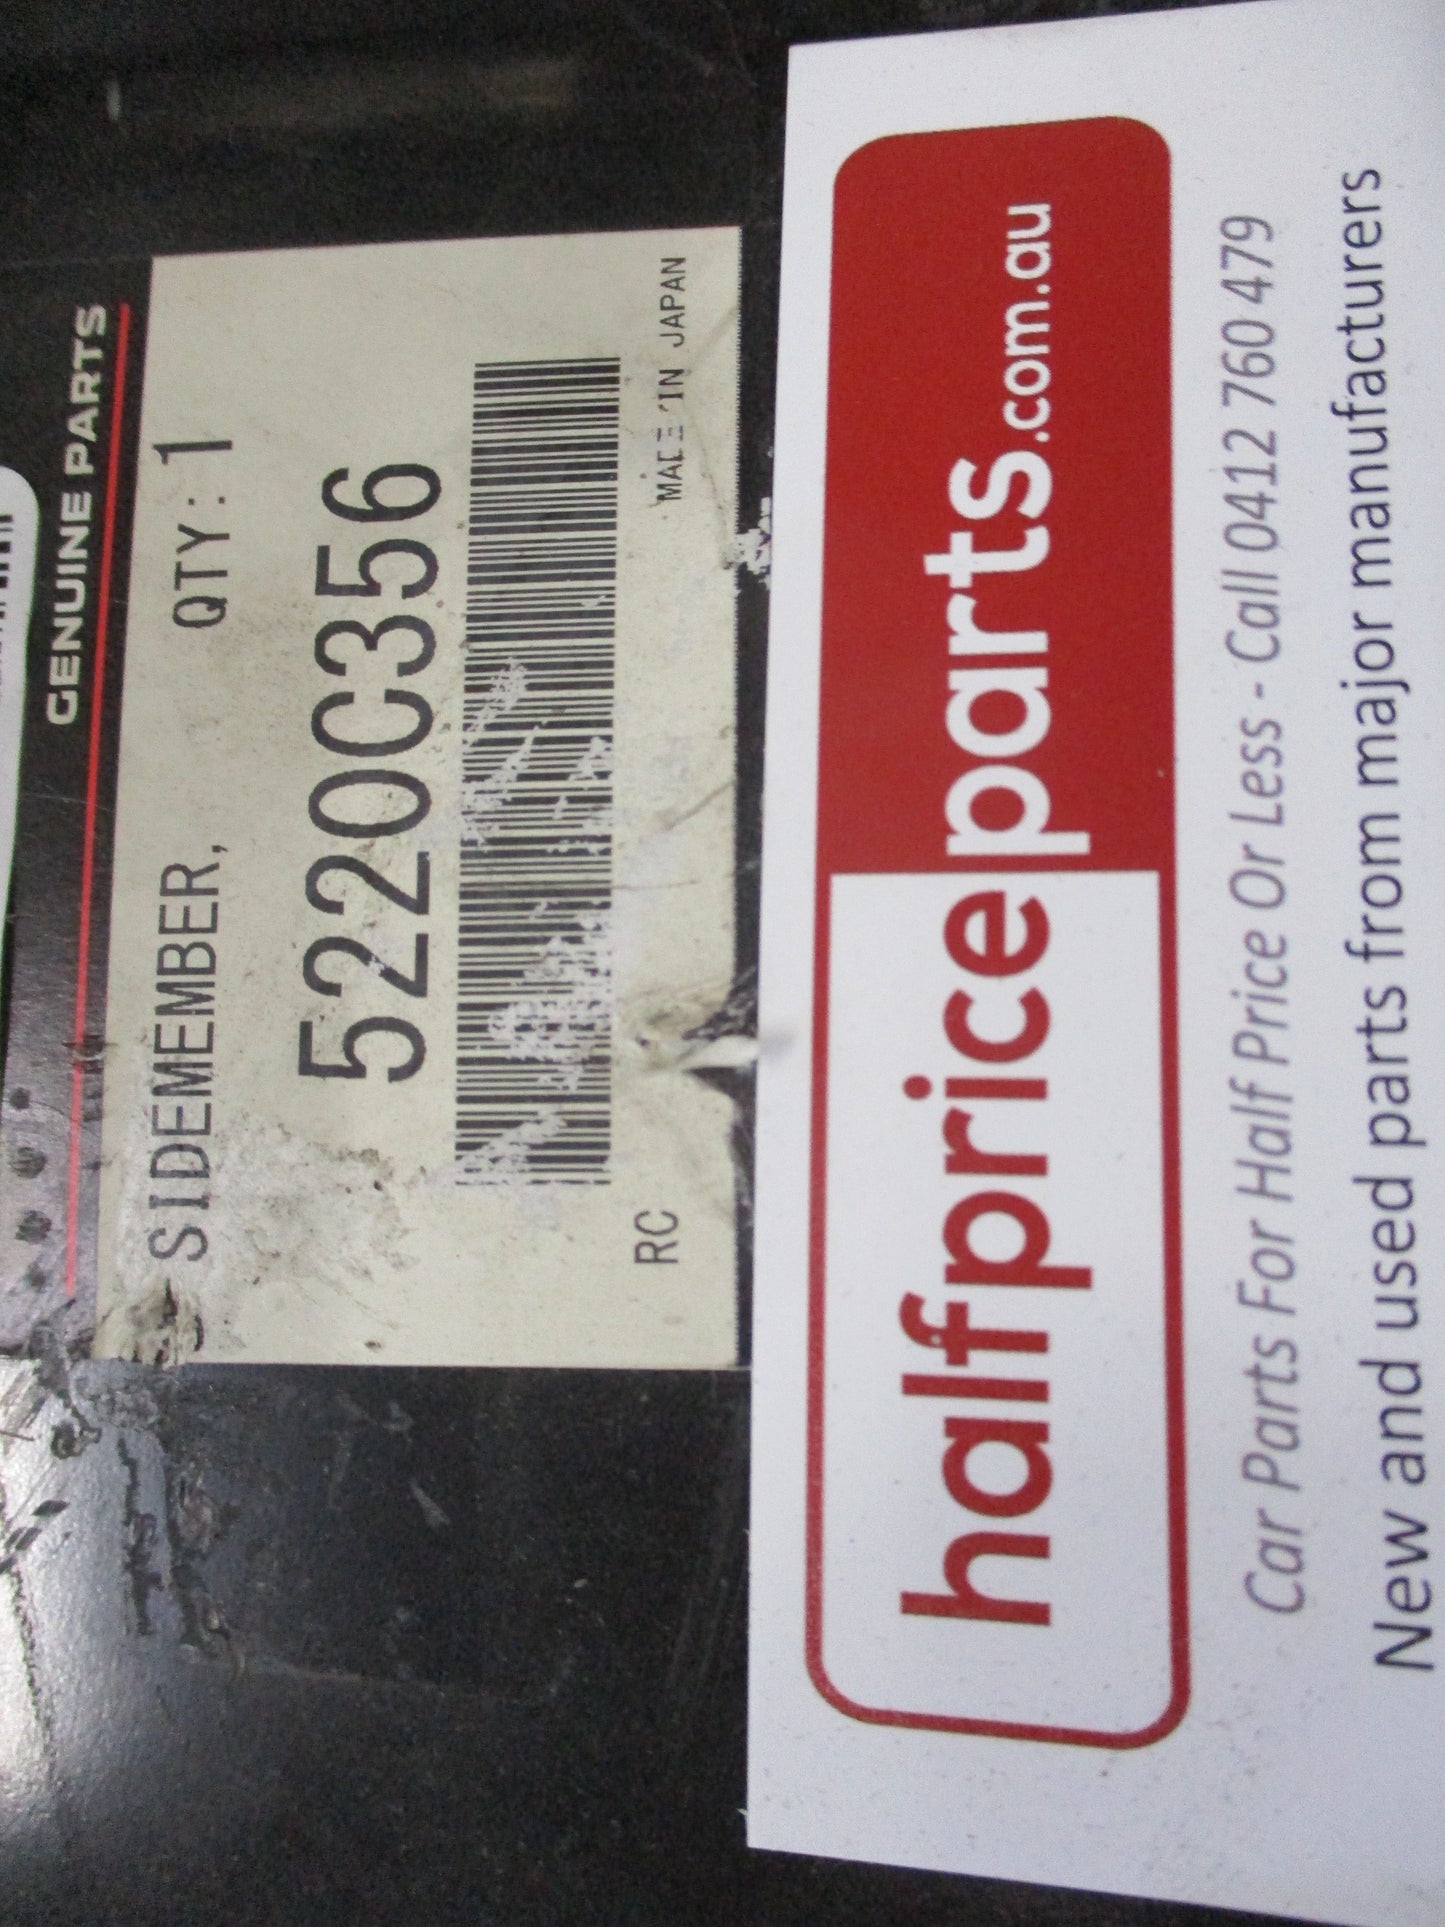 GENUINE PARTS
SIDEMEMBER, QTY:1
5220C356
RC MADE IN JAPAN
halfpriceparts.com.au
Car Parts For Half Price Or Less - Call 0412 760 479
New and used parts from major manufacturers